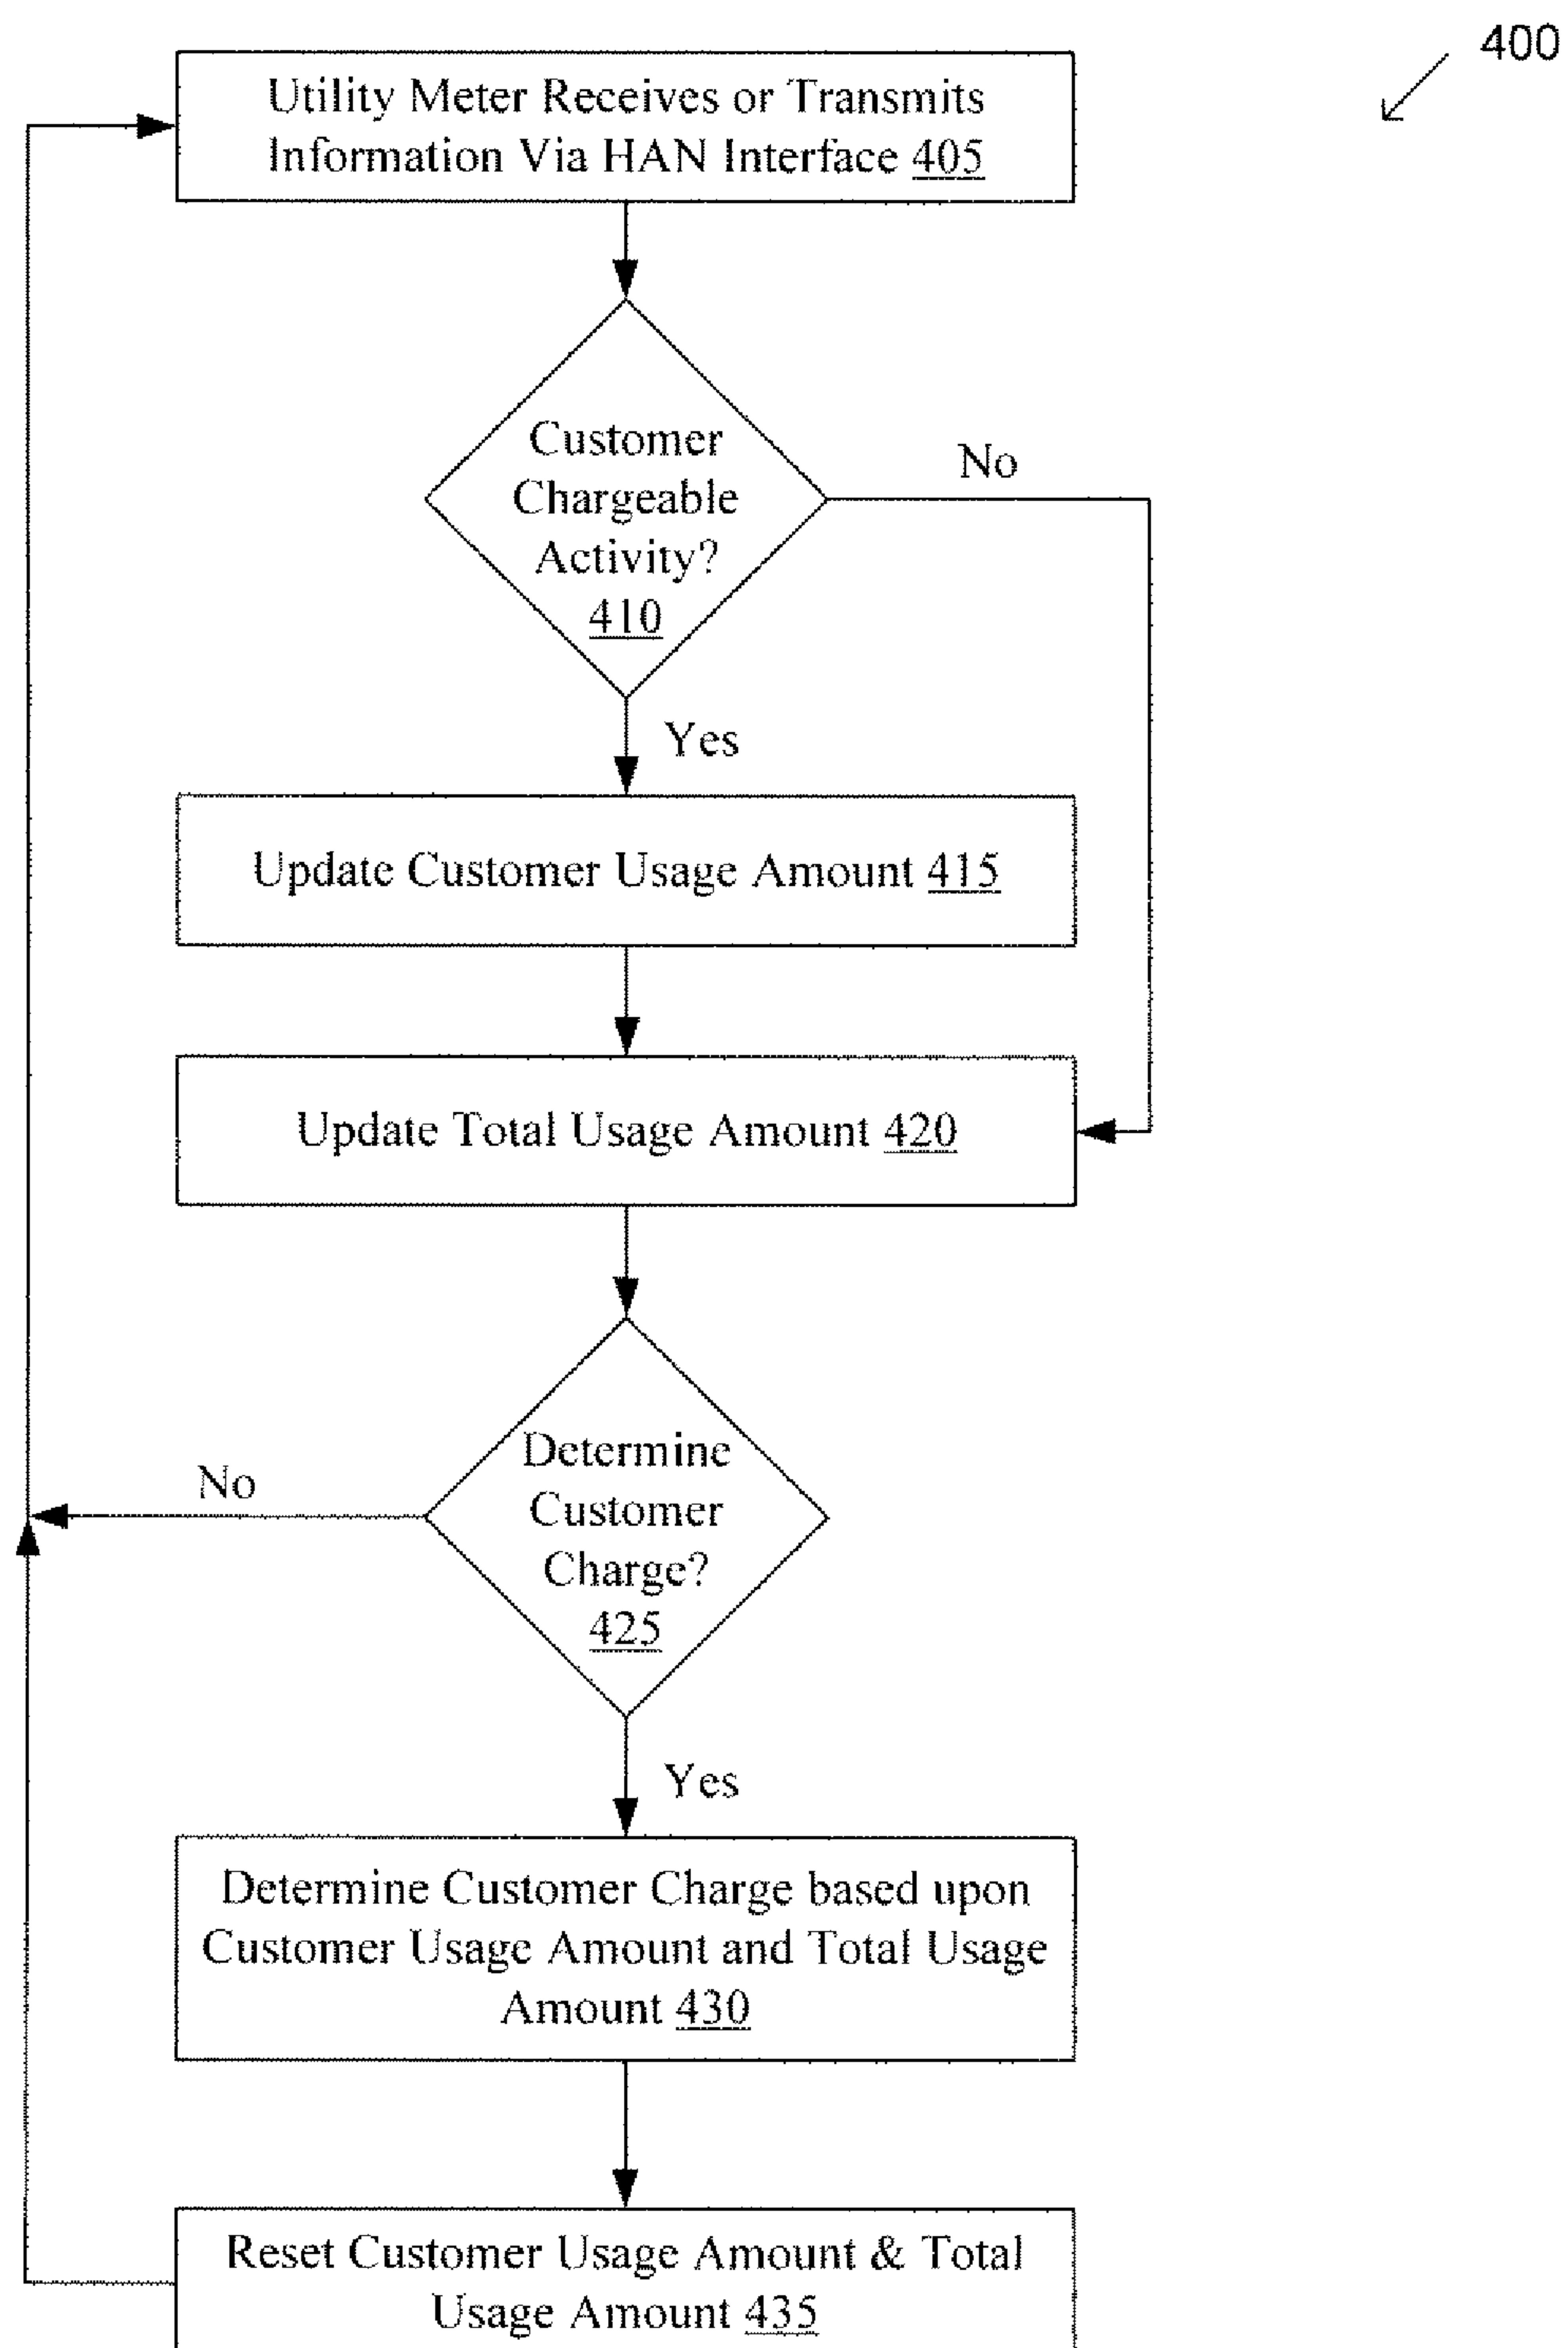 400
Utility Meter Receives or Transmits
Information Via HAN Interface 405
Customer
Chargeable
Activity?
410
No
Yes
Update Customer Usage Amount 415
Update Total Usage Amount 420
Determine
Customer
Charge?
425
No
Yes
Determine Customer Charge based upon
Customer Usage Amount and Total Usage
Amount 430
Reset Customer Usage Amount & Total
Usage Amount 435